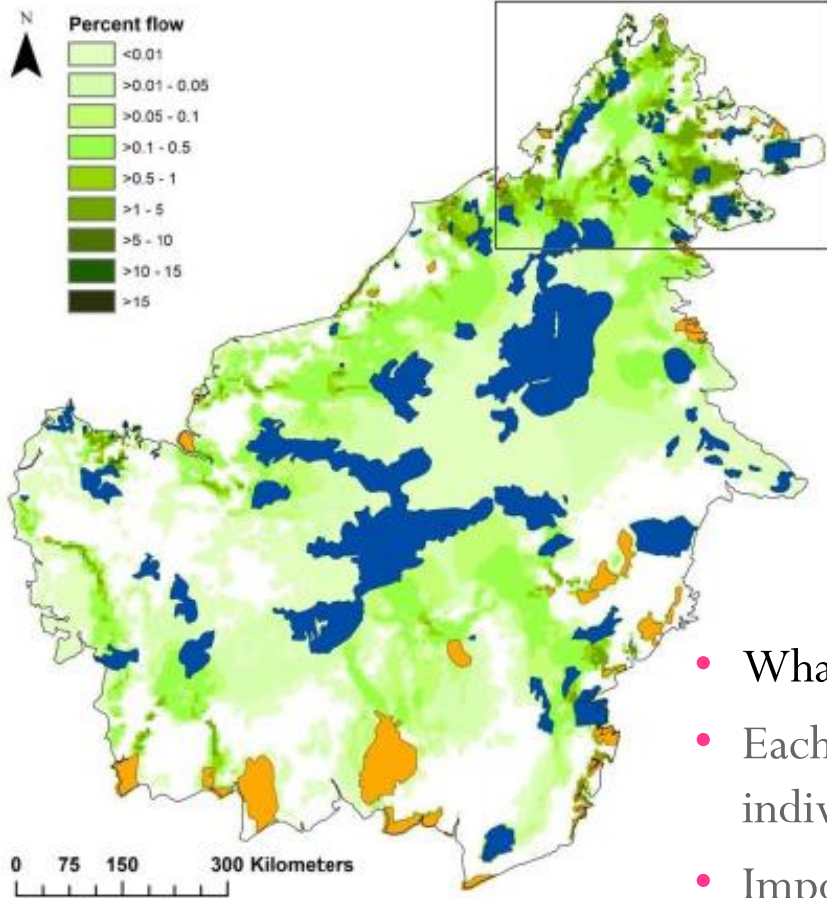 N
Percent flow
<0.01
>0.01 - 0.05
>0.05 - 0.1
>0.1 - 0.5
>0.5 - 1
>1 - 5
>5 - 10
>10 - 15
>15
0 75 150 300 Kilometers
• 
• Each
•